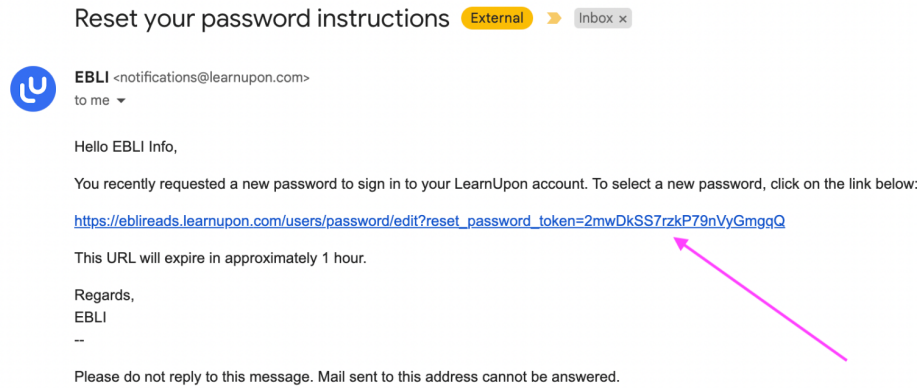 Reset your password instructions External Inbox ×
EBLI <notifications@learnupon.com>
to me
Hello EBLI Info,
You recently requested a new password to sign in to your LearnUpon account. To select a new password, click on the link below:
https://eblireads.learnupon.com/users/password/edit?reset_password_token=2mwDkSS7rzkP79nVyGmgqQ
This URL will expire in approximately 1 hour.
Regards,
EBLI
--
Please do not reply to this message. Mail sent to this address cannot be answered.